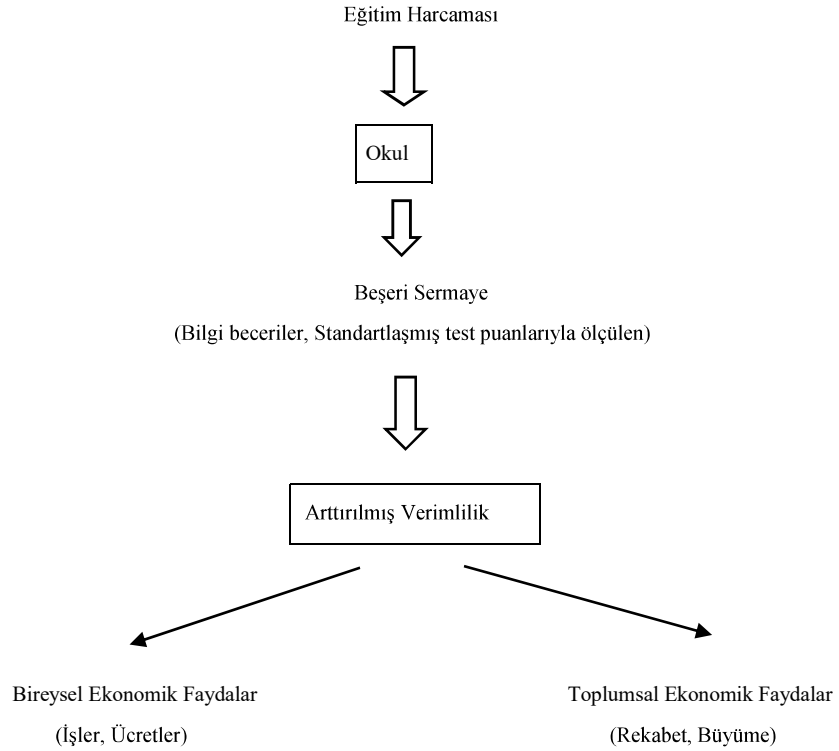 Eğitim Harcaması
Okul
Beşeri Sermaye
(Bilgi beceriler, Standartlaşmış test puanlarıyla ölçülen)
Arttırılmış Verimlilik
Bireysel Ekonomik Faydalar
(İşler, Ücretler)
Toplumsal Ekonomik Faydalar
(Rekabet, Büyüme)